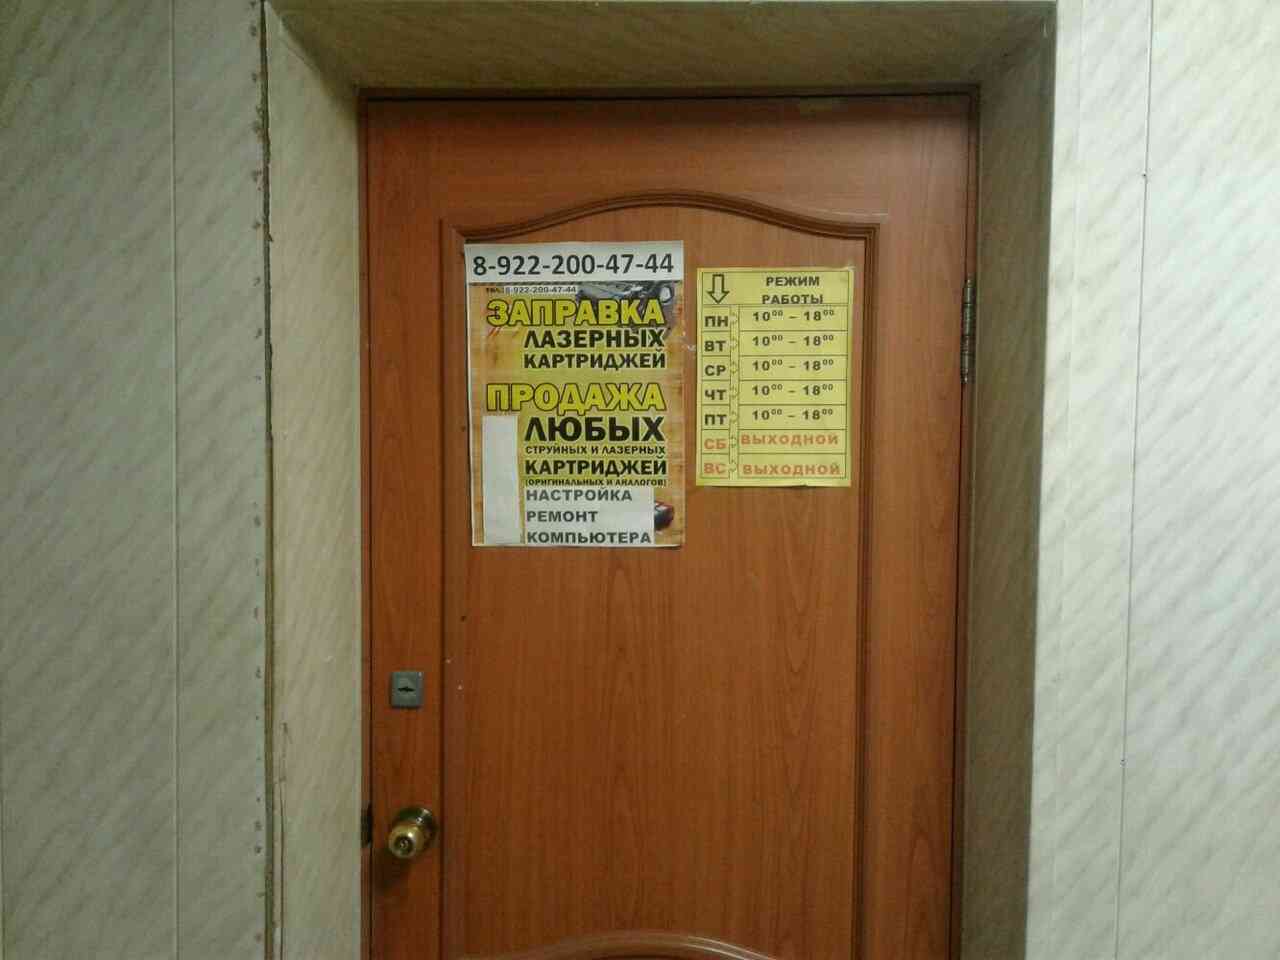 8-922-200-47-44
тел. 8-922-200-47-44
ЗАПРАВКА
ЛАЗЕРНЫХ
КАРТРИДЖЕЙ
ПРОДАЖА
ЛЮБЫХ
СТРУЙНЫХ И ЛАЗЕРНЫХ
КАРТРИДЖЕЙ
(ОРИГИНАЛЬНЫХ И АНАЛОГОВ)
НАСТРОЙКА
РЕМОНТ
КОМПЬЮТЕРА
РЕЖИМ
РАБОТЫ
ПН 10⁰⁰ – 18⁰⁰
ВТ 10⁰⁰ – 18⁰⁰
СР 10⁰⁰ – 18⁰⁰
ЧТ 10⁰⁰ – 18⁰⁰
ПТ 10⁰⁰ – 18⁰⁰
СБ ВЫХОДНОЙ
ВС ВЫХОДНОЙ